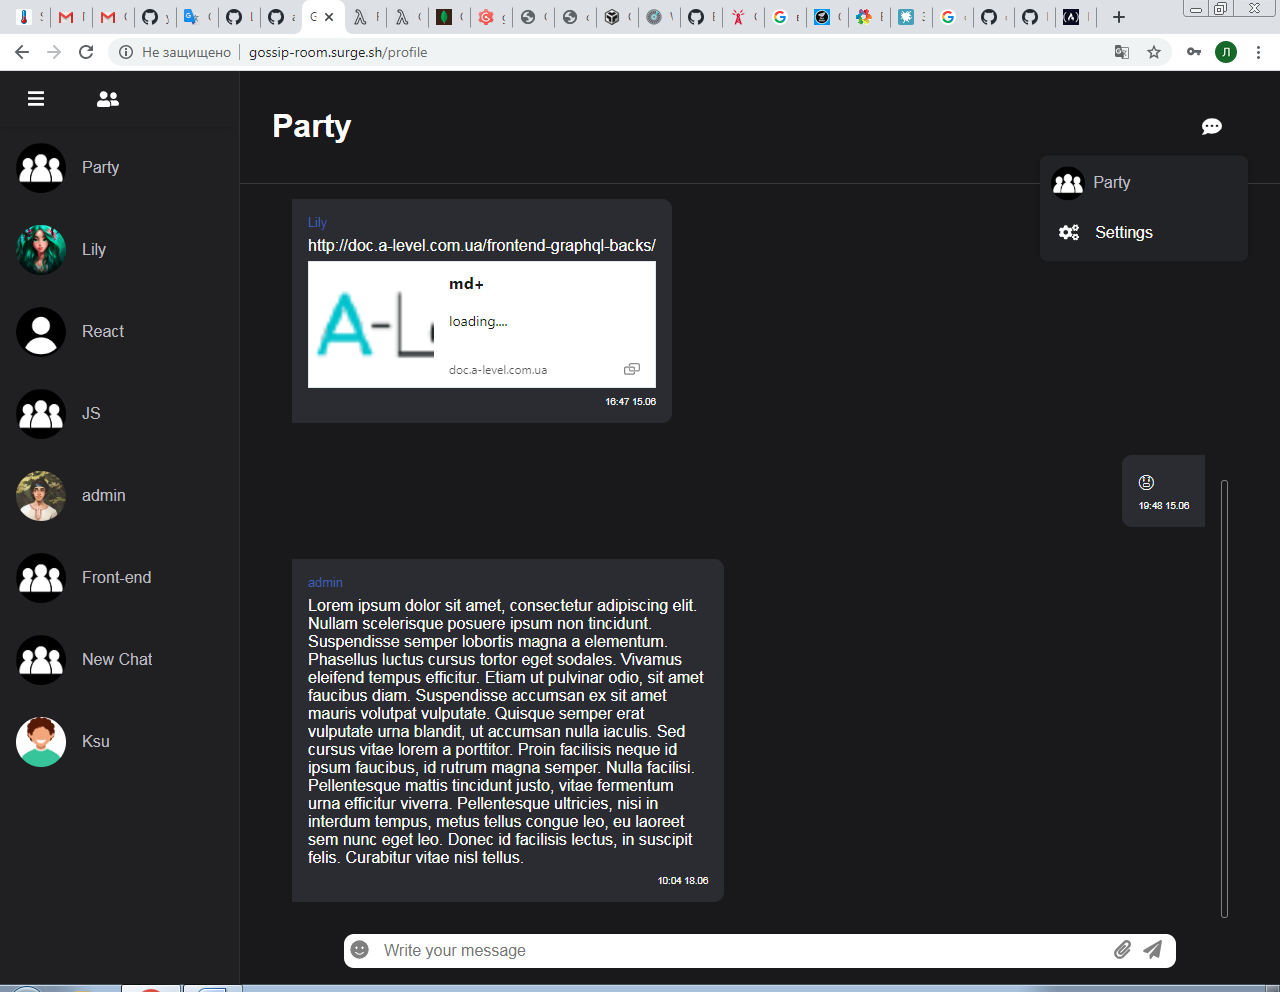 Не защищено
gossip-room.surge.sh/profile
Л
Party
Party
Lily
React
JS
admin
Front-end
New Chat
Ksu
Party
Settings
Lily
http://doc.a-level.com.ua/frontend-graphql-backs/
md+
loading....
doc.a-level.com.ua
16:47 15.06
19:48 15.06
admin
Lorem ipsum dolor sit amet, consectetur adipiscing elit.
Nullam scelerisque posuere ipsum non tincidunt.
Suspendisse semper lobortis magna a elementum.
Phasellus luctus cursus tortor eget sodales. Vivamus
eleifend tempus efficitur. Etiam ut pulvinar odio, sit amet
faucibus diam. Suspendisse accumsan ex sit amet
mauris volutpat vulputate. Quisque semper erat
vulputate urna blandit, ut accumsan nulla iaculis. Sed
cursus vitae lorem a porttitor. Proin facilisis neque id
ipsum faucibus, id rutrum magna semper. Nulla facilisi.
Pellentesque mattis tincidunt justo, vitae fermentum
urna efficitur viverra. Pellentesque ultricies, nisi in
interdum tempus, metus tellus congue leo, eu laoreet
sem nunc eget leo. Donec id facilisis lectus, in suscipit
felis. Curabitur vitae nisl tellus.
10:04 18.06
Write your message